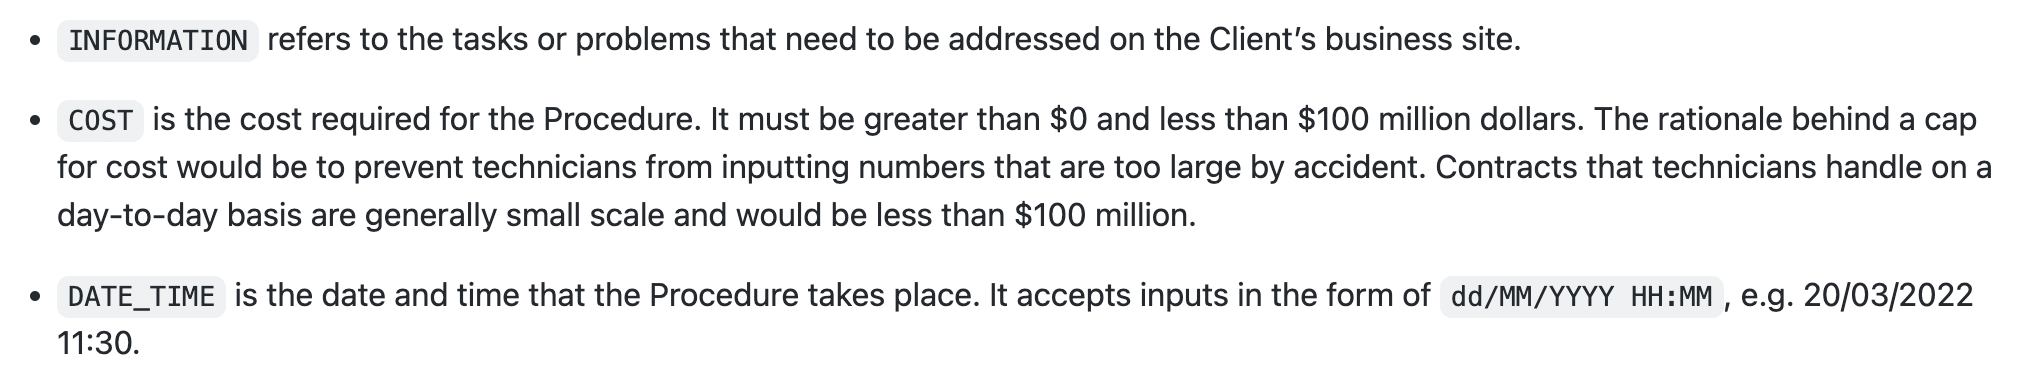 • INFORMATION refers to the tasks or problems that need to be addressed on the Client’s business site.
• COST is the cost required for the Procedure. It must be greater than $0 and less than $100 million dollars. The rationale behind a cap
for cost would be to prevent technicians from inputting numbers that are too large by accident. Contracts that technicians handle on a
day-to-day basis are generally small scale and would be less than $100 million.
• DATE_TIME is the date and time that the Procedure takes place. It accepts inputs in the form of dd/MM/YYYY HH:MM, e.g. 20/03/2022
11:30.